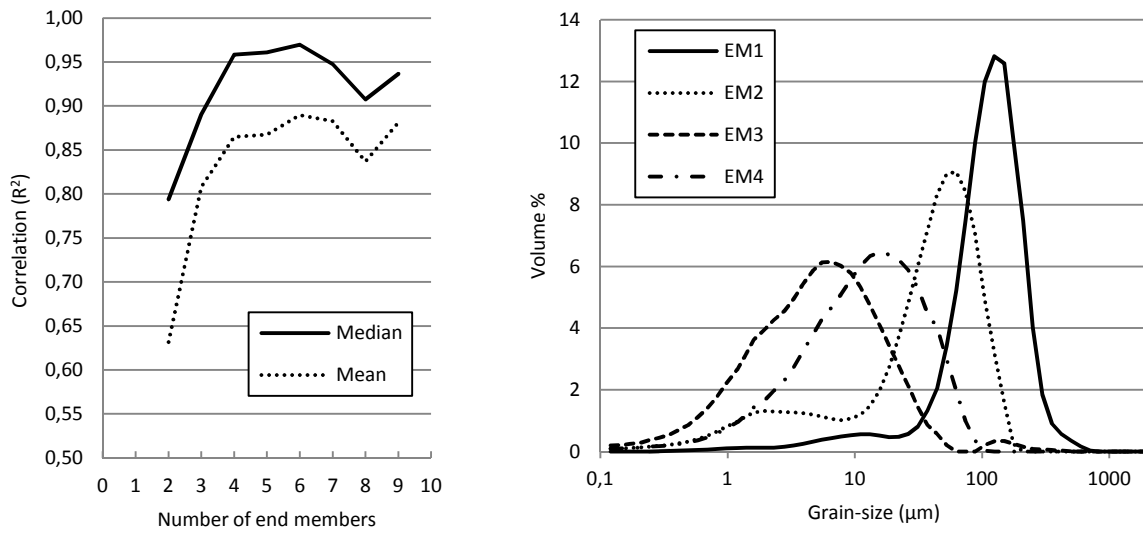 1,00
0,95
0,90
0,85
0,80
0,75
0,70
0,65
0,60
0,55
0,50
Correlation (R²)
Median
Mean
0 1 2 3 4 5 6 7 8 9 10
Number of end members
14
12
10
8
6
4
2
0
Volume %
EM1
EM2
EM3
EM4
0,1 1 10 100 1000
Grain-size (µm)